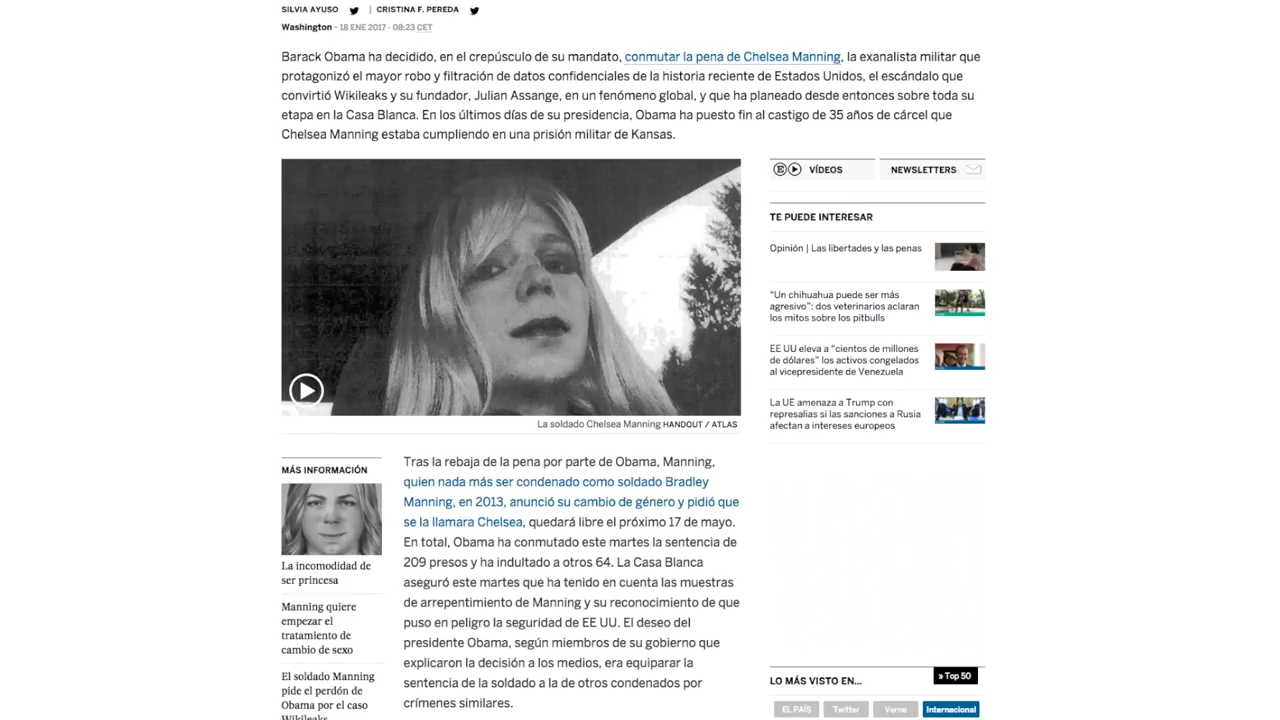 SILVIA AYUSO | CRISTINA F. PEREDA
Washington - 18 ENE 2017 - 08:23 CET
Barack Obama ha decidido, en el crepúsculo de su mandato, conmutar la pena de Chelsea Manning, la exanalista militar que
protagonizó el mayor robo y filtración de datos confidenciales de la historia reciente de Estados Unidos, el escándalo que
convirtió Wikileaks y su fundador, Julian Assange, en un fenómeno global, y que ha planeado desde entonces sobre toda su
etapa en la Casa Blanca. En los últimos días de su presidencia, Obama ha puesto fin al castigo de 35 años de cárcel que
Chelsea Manning estaba cumpliendo en una prisión militar de Kansas.
La soldado Chelsea Manning HANDOUT / ATLAS
MÁS INFORMACIÓN
La incomodidad de
ser princesa
Manning quiere
empezar el
tratamiento de
cambio de sexo
El soldado Manning
pide el perdón de
Obama por el caso
Wikileaks
Tras la rebaja de la pena por parte de Obama, Manning,
quien nada más ser condenado como soldado Bradley
Manning, en 2013, anunció su cambio de género y pidió que
se la llamara Chelsea, quedará libre el próximo 17 de mayo.
En total, Obama ha conmutado este martes la sentencia de
209 presos y ha indultado a otros 64. La Casa Blanca
aseguró este martes que ha tenido en cuenta las muestras
de arrepentimiento de Manning y su reconocimiento de que
puso en peligro la seguridad de EE UU. El deseo del
presidente Obama, según miembros de su gobierno que
explicaron la decisión a los medios, era equiparar la
sentencia de la soldado a la de otros condenados por
crímenes similares.
E VÍDEOS
NEWSLETTERS
TE PUEDE INTERESAR
Opinión | Las libertades y las penas
"Un chihuahua puede ser más
agresivo": dos veterinarios aclaran
los mitos sobre los pitbulls
EE UU eleva a "cientos de millones
de dólares" los activos congelados
al vicepresidente de Venezuela
La UE amenaza a Trump con
represalias si las sanciones a Rusia
afectan a intereses europeos
LO MÁS VISTO EN...
» Top 50
EL PAÍS
Twitter
Verne
Internacional